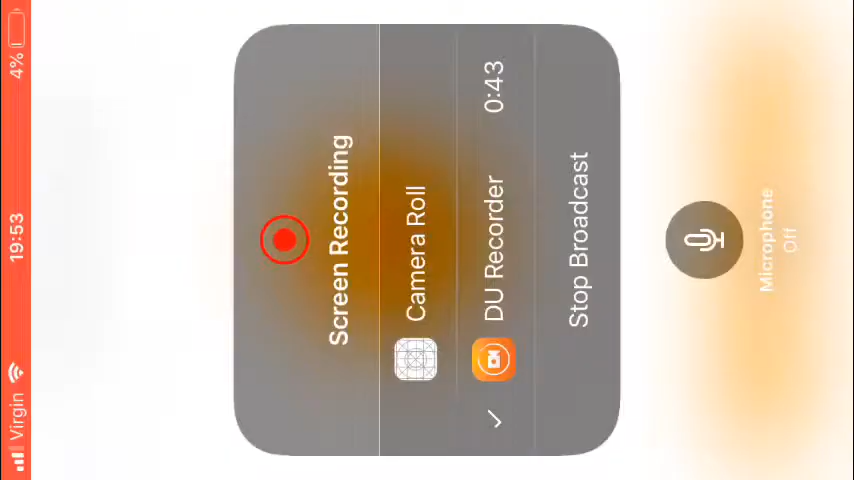 Virgin 19:53 4%
Screen Recording
Camera Roll
DU Recorder 0:43
Stop Broadcast
Microphone
Off